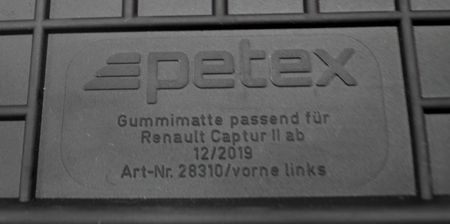 petex
Gummimatte passend für
Renault Captur II ab
12/2019
Art-Nr. 28310/vorne links